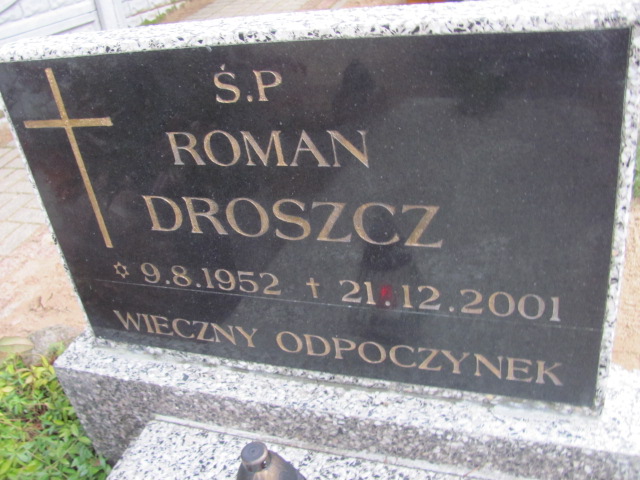 Ś.P
ROMAN
DROSZCZ
✡ 9.8.1952 † 21.12.2001
WIECZNY ODPOCZYNEK